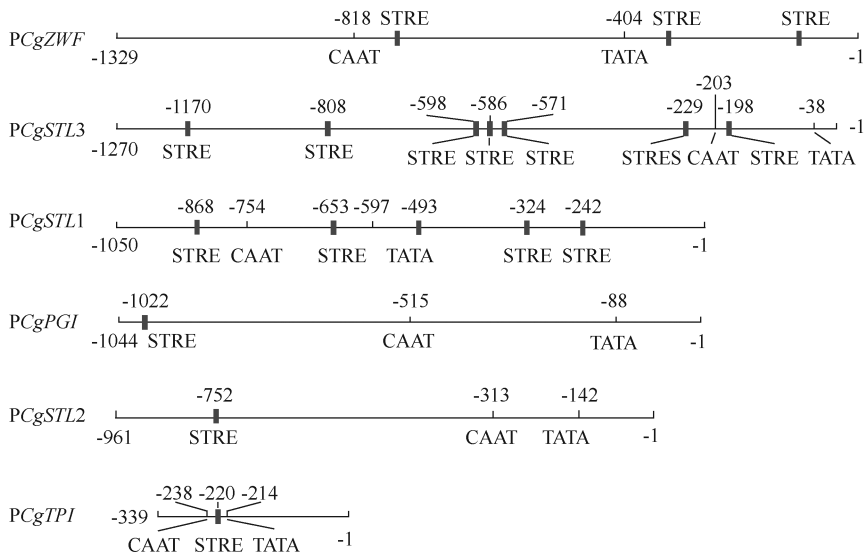 -818 STRE -404 STRE STRE
PCgZWF
-1329 CAAT TATA -1
-203
-1170 -808 -598 -586 -571 -229 -198 -38
PCgSTL3 -1
-1270 STRE STRE STRE STRE STRE STRES CAAT STRE TATA
-868 -754 -653 -597 -493 -324 -242
PCgSTL1
-1050 STRE CAAT STRE TATA STRE STRE -1
-1022 -515 -88
PCgPGI
-1044 STRE CAAT TATA -1
-752 -313 -142
PCgSTL2
-961 STRE CAAT TATA -1
-238 -220 -214
PCgTPI -339
CAAT STRE TATA -1